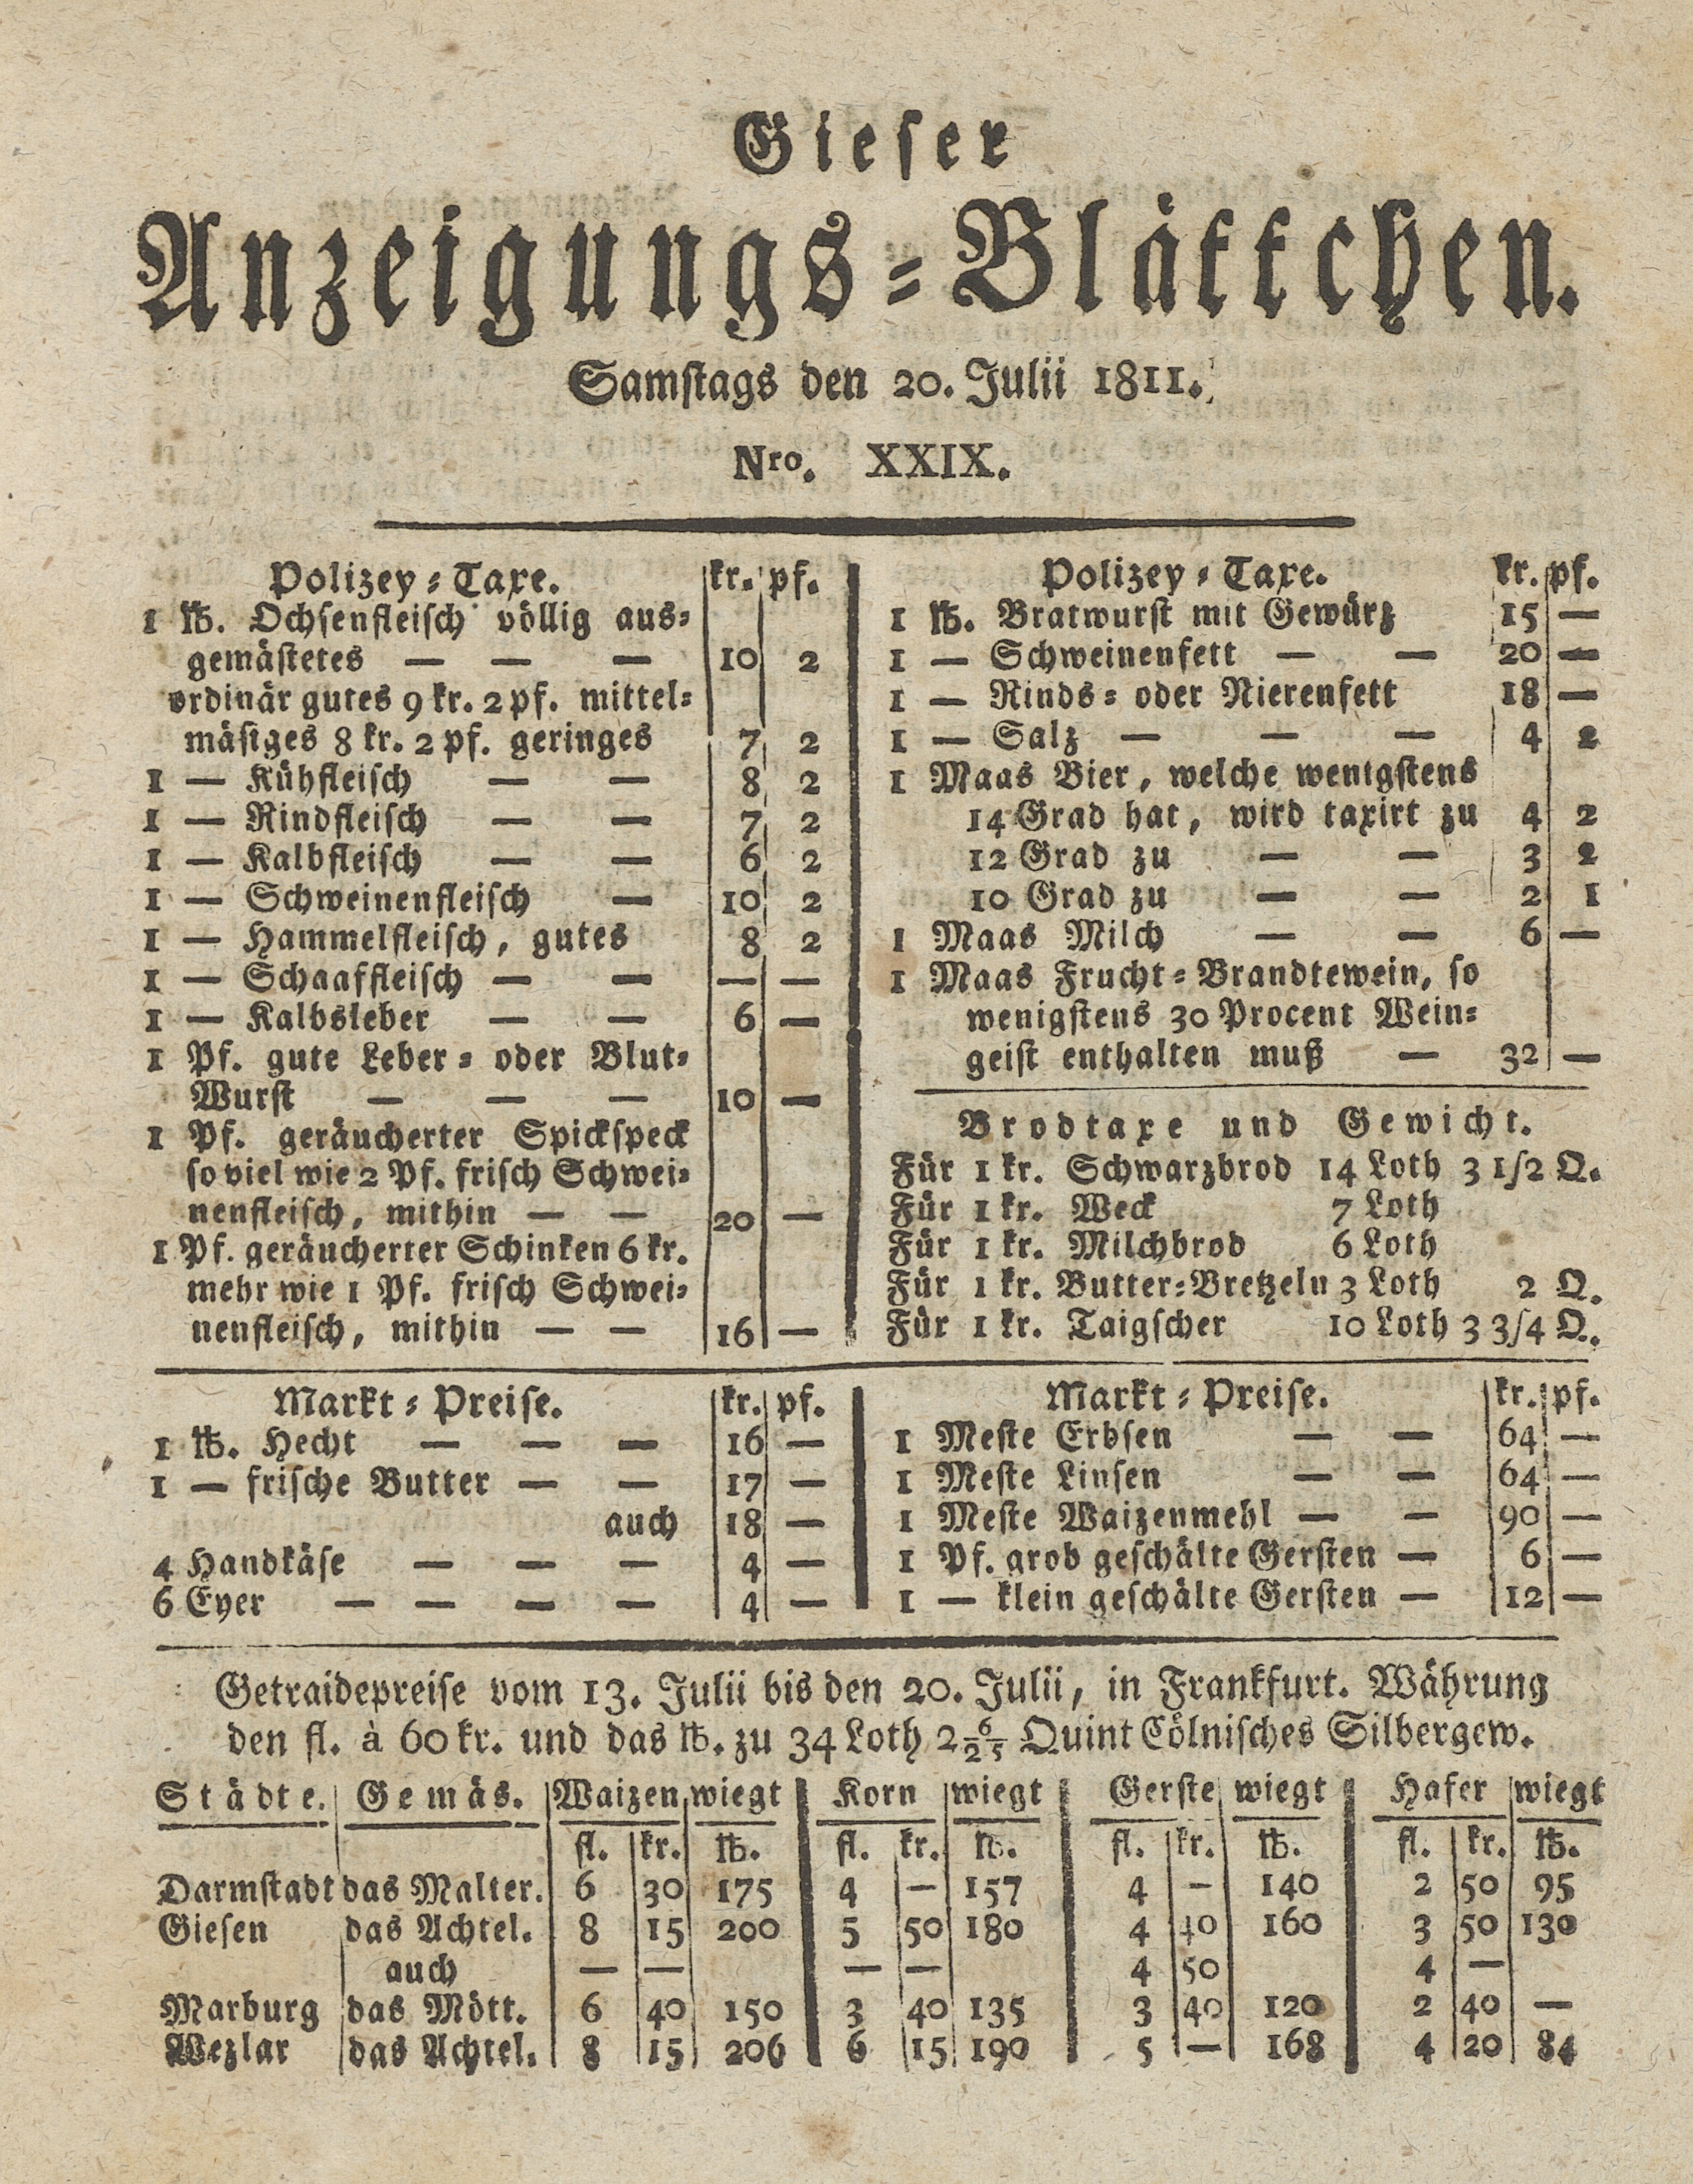 Gieser
Anzeigungs-Blättchen.
Samstags den 20. Julii 1811.
Nro. XXIX.
Polizey-Taxe. kr. pf.
1 ℔. Ochsenfleisch völlig aus-
gemästetes — — — 10 2
ordinär gutes 9 kr. 2 pf. mittel-
mäsiges 8 kr. 2 pf. geringes 7 2
1 — Kühfleisch — — 8 2
1 — Rindfleisch — — 7 2
1 — Kalbfleisch — — 6 2
1 — Schweinenfleisch — 10 2
1 — Hammelfleisch, gutes 8 2
1 — Schaaffleisch — — — —
1 — Kalbsleber — — 6 —
1 Pf. gute Leber- oder Blut-
Wurst — — — 10 —
1 Pf. geräucherter Spickspeck
so viel wie 2 Pf. frisch Schwei-
nenfleisch, mithin — — 20 —
1 Pf. geräucherter Schinken 6 kr.
mehr wie 1 Pf. frisch Schwei-
nenfleisch, mithin — — 16 —
Polizey-Taxe. kr. pf.
1 ℔. Bratwurst mit Gewürz 15 —
1 — Schweinenfett — — 20 —
1 — Rinds- oder Nierenfett 18 —
1 — Salz — — — 4 2
1 Maas Bier, welche wenigstens
14 Grad hat, wird taxirt zu 4 2
12 Grad zu — — 3 2
10 Grad zu — — 2 1
1 Maas Milch — — 6 —
1 Maas Frucht-Brandtewein, so
wenigstens 30 Procent Wein-
geist enthalten muß — 32 —
Brodtaxe und Gewicht.
Für 1 kr. Schwarzbrod 14 Loth 3 1/2 Q.
Für 1 kr. Weck 7 Loth
Für 1 kr. Milchbrod 6 Loth
Für 1 kr. Butter-Bretzeln 3 Loth 2 Q.
Für 1 kr. Taigscher 10 Loth 3 3/4 Q.
Markt-Preise. kr. pf.
1 ℔. Hecht — — — 16 —
1 — frische Butter — — 17 —
auch 18 —
4 Handkäse — — — 4 —
6 Eyer — — — — 4 —
Markt-Preise. kr. pf.
1 Meste Erbsen — — 64 —
1 Meste Linsen — — 64 —
1 Meste Waizenmehl — — 90 —
1 Pf. grob geschälte Gersten — 6 —
1 — klein geschälte Gersten — 12 —
Getraidepreise vom 13. Julii bis den 20. Julii, in Frankfurt. Währung
den fl. à 60 kr. und das ℔. zu 34 Loth 2 6/25 Quint Cölnisches Silbergew.
Städte. Gemäs. Waizen wiegt Korn wiegt Gerste wiegt Hafer wiegt
fl. kr. ℔. fl. kr. ℔. fl. kr. ℔. fl. kr. ℔.
Darmstadt das Malter. 6 30 175 4 — 157 4 — 140 2 50 95
Giesen das Achtel. 8 15 200 5 50 180 4 40 160 3 50 130
auch — — — — 4 50 4 —
Marburg das Mött. 6 40 150 3 40 135 3 40 120 2 40 —
Wezlar das Achtel. 8 15 206 6 15 190 5 — 168 4 20 84